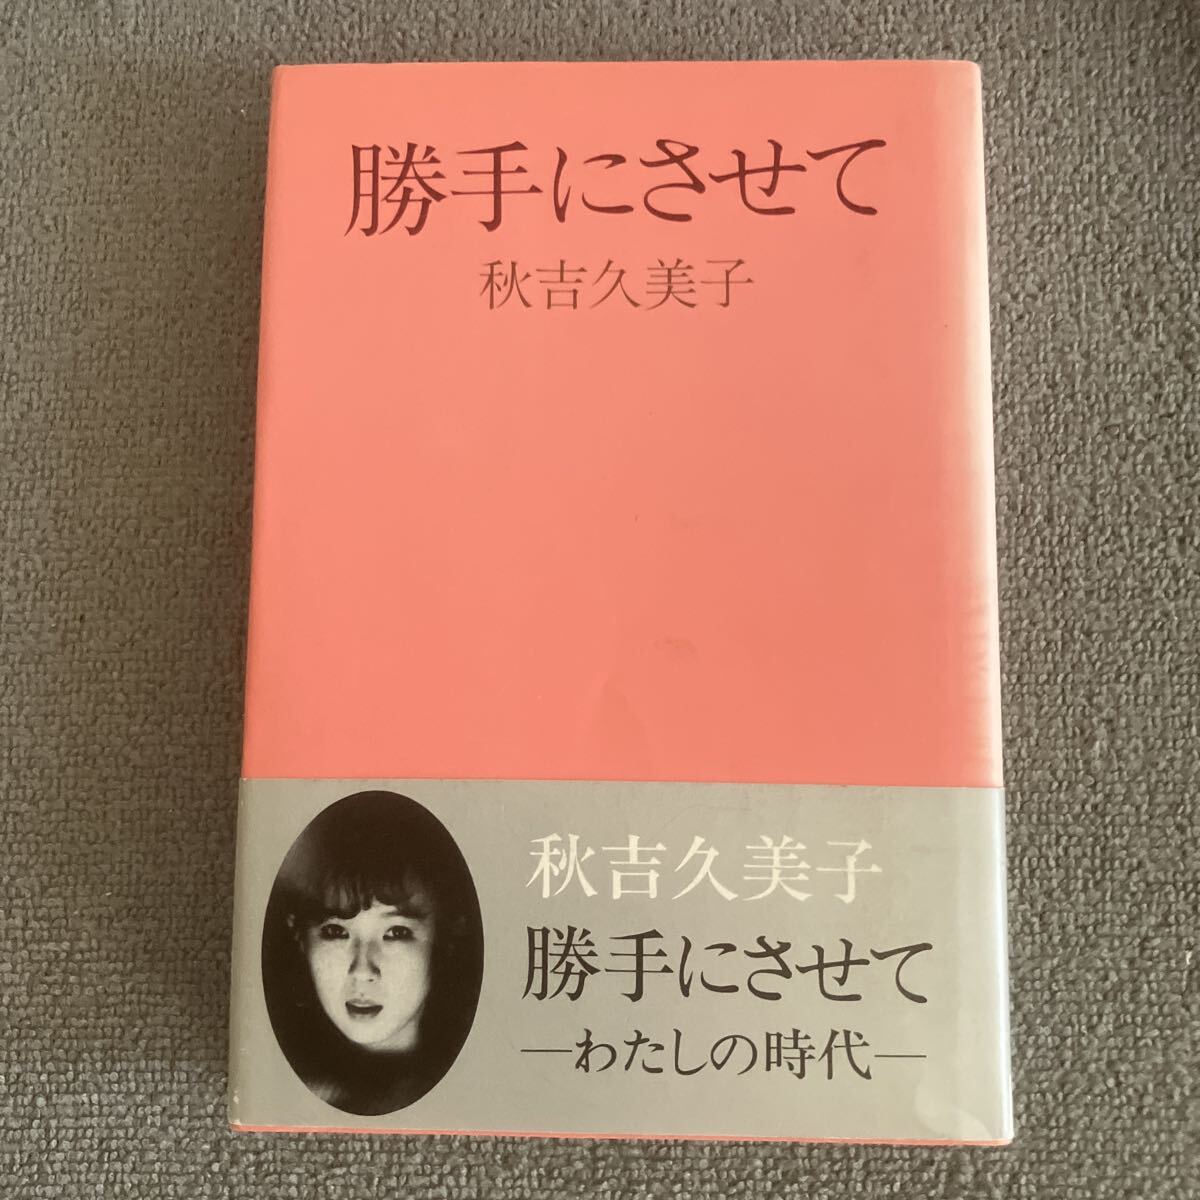 勝手にさせて
秋吉久美子
秋吉久美子
勝手にさせて
—わたしの時代—